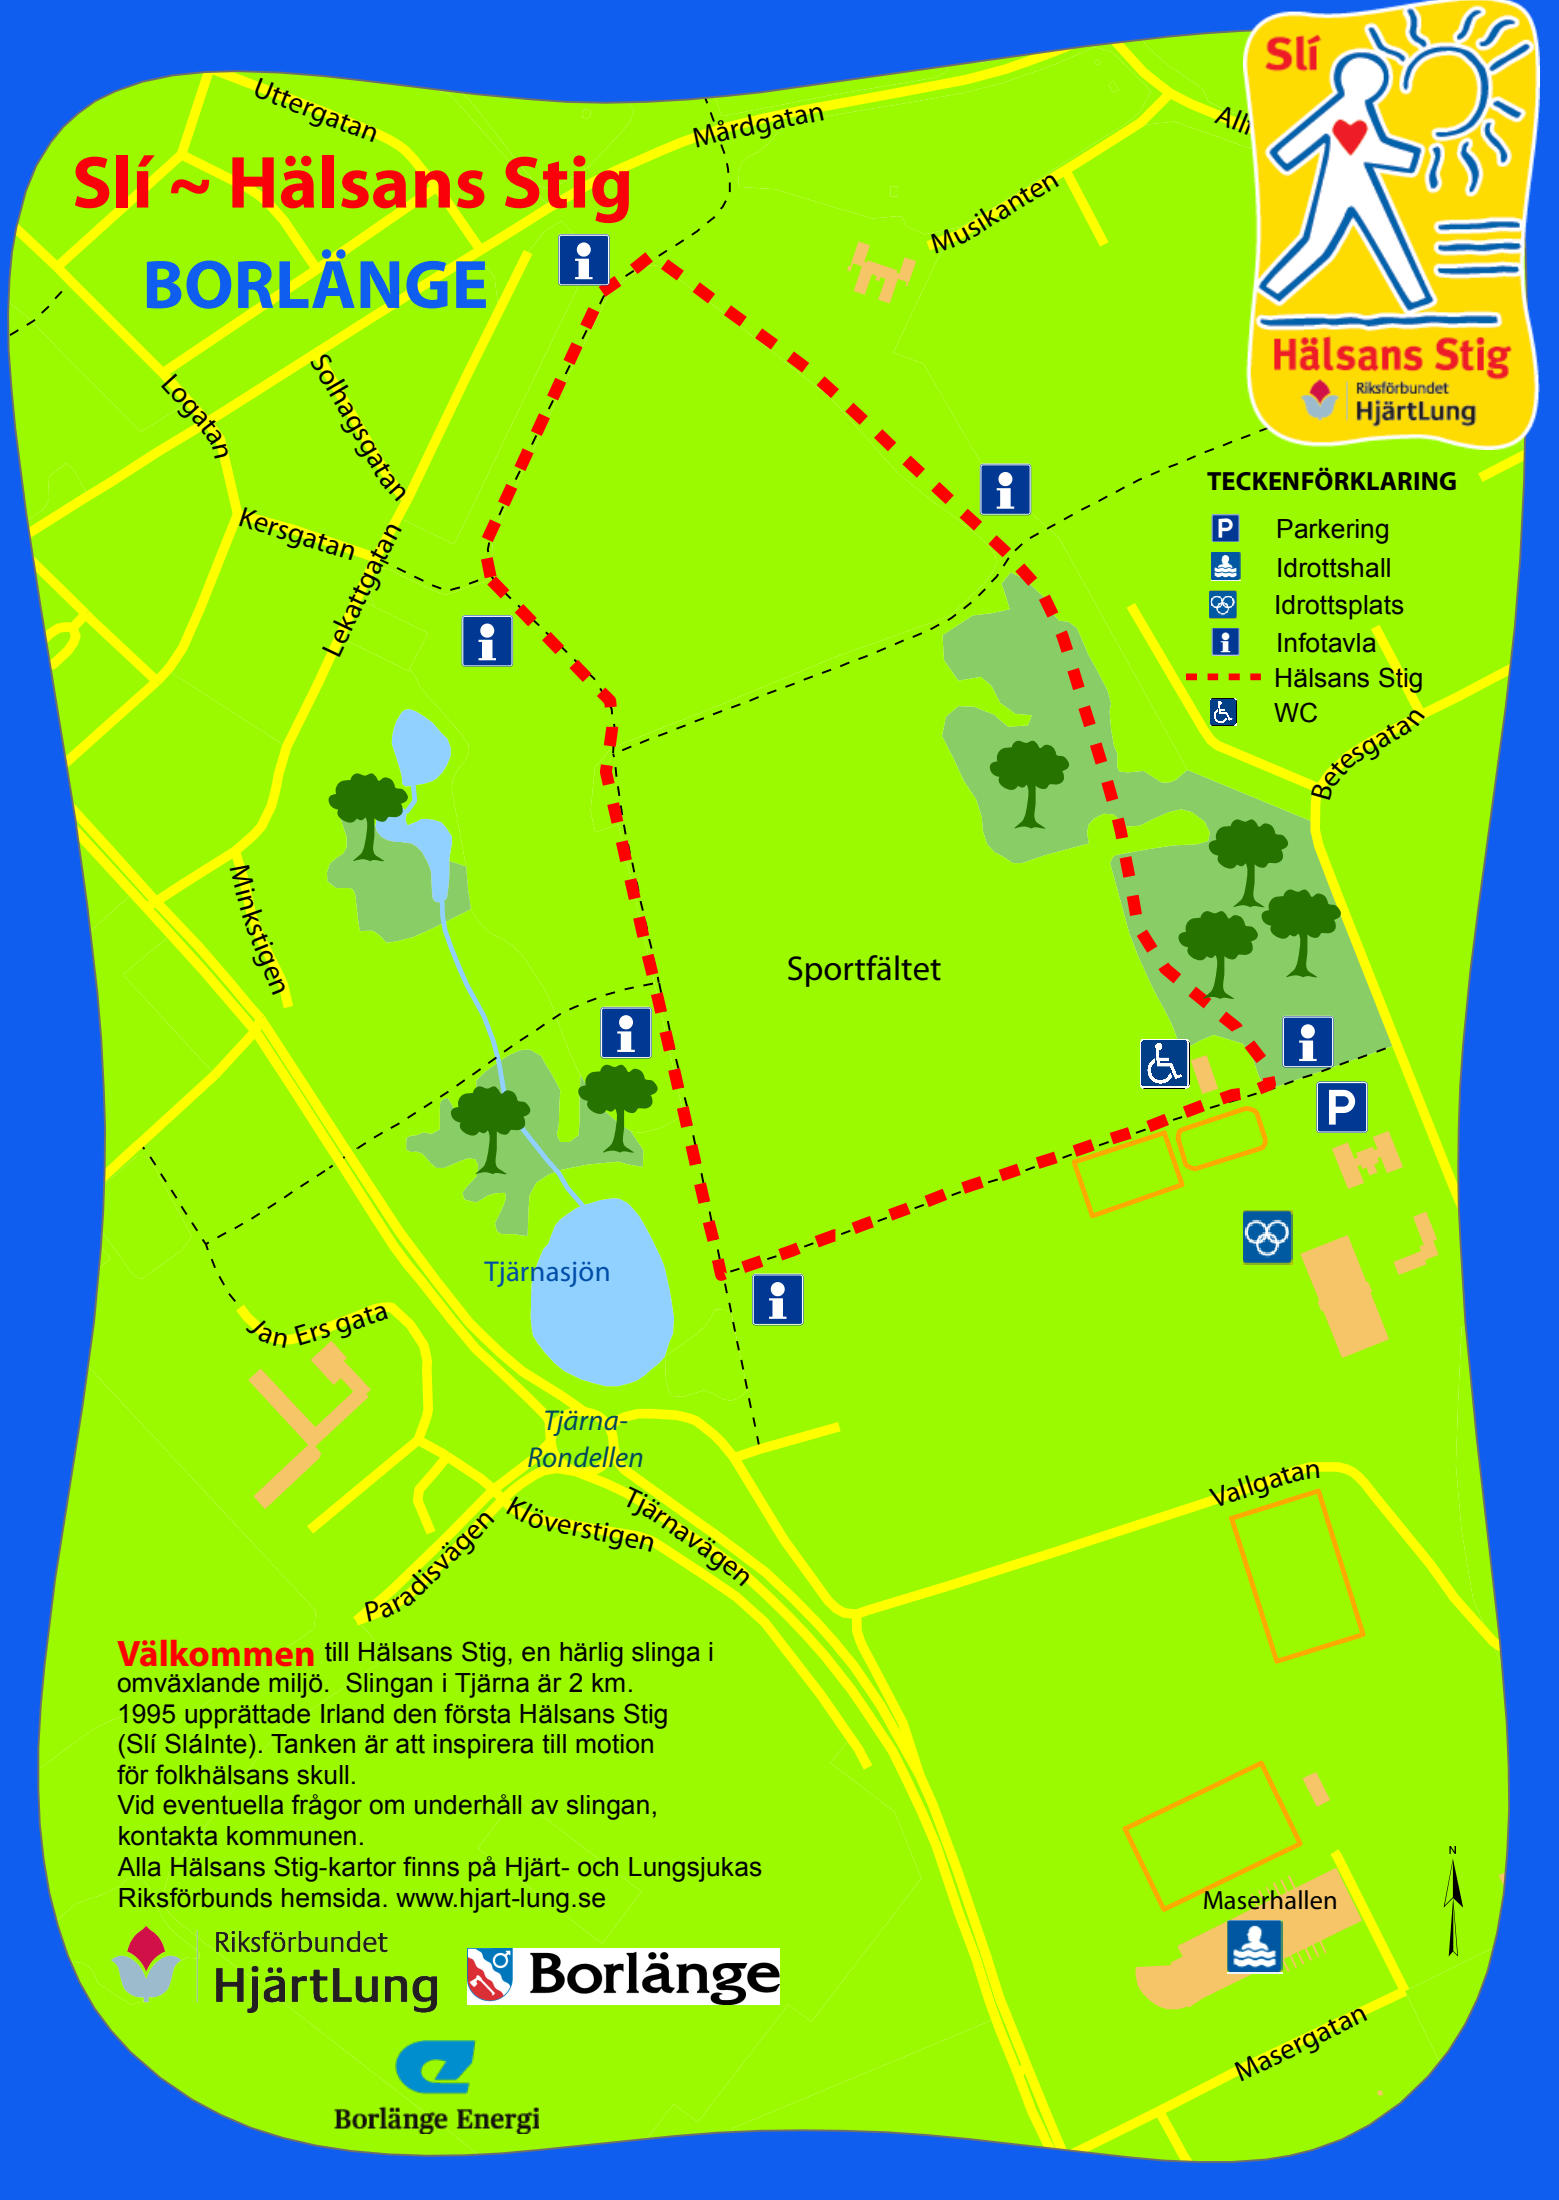 Slí
Hälsans Stig
Riksförbundet
HjärtLung
Slí ~ Hälsans Stig
BORLÄNGE
Uttergatan
Mårdgatan
Musikanten
Logatan
Solhagsgatan
Kersgatan
Lekattgatan
Minkstigen
TECKENFÖRKLARING
P Parkering
Idrottshall
Idrottsplats
i Infotavla
Hälsans Stig
WC
Betesgatan
i
i
i
i
i
i
P
Sportfältet
Tjärnasjön
Jan Ers gata
Tjärna-
Rondellen
Klöverstigen
Tjärnavägen
Paradisvägen
Vallgatan
Välkommen till Hälsans Stig, en härlig slinga i
omväxlande miljö. Slingan i Tjärna är 2 km.
1995 upprättade Irland den första Hälsans Stig
(Slí Slálnte). Tanken är att inspirera till motion
för folkhälsans skull.
Vid eventuella frågor om underhåll av slingan,
kontakta kommunen.
Alla Hälsans Stig-kartor finns på Hjärt- och Lungsjukas
Riksförbunds hemsida. www.hjart-lung.se
N
Maserhallen
Masergatan
Riksförbundet
HjärtLung
Borlänge
Borlänge Energi